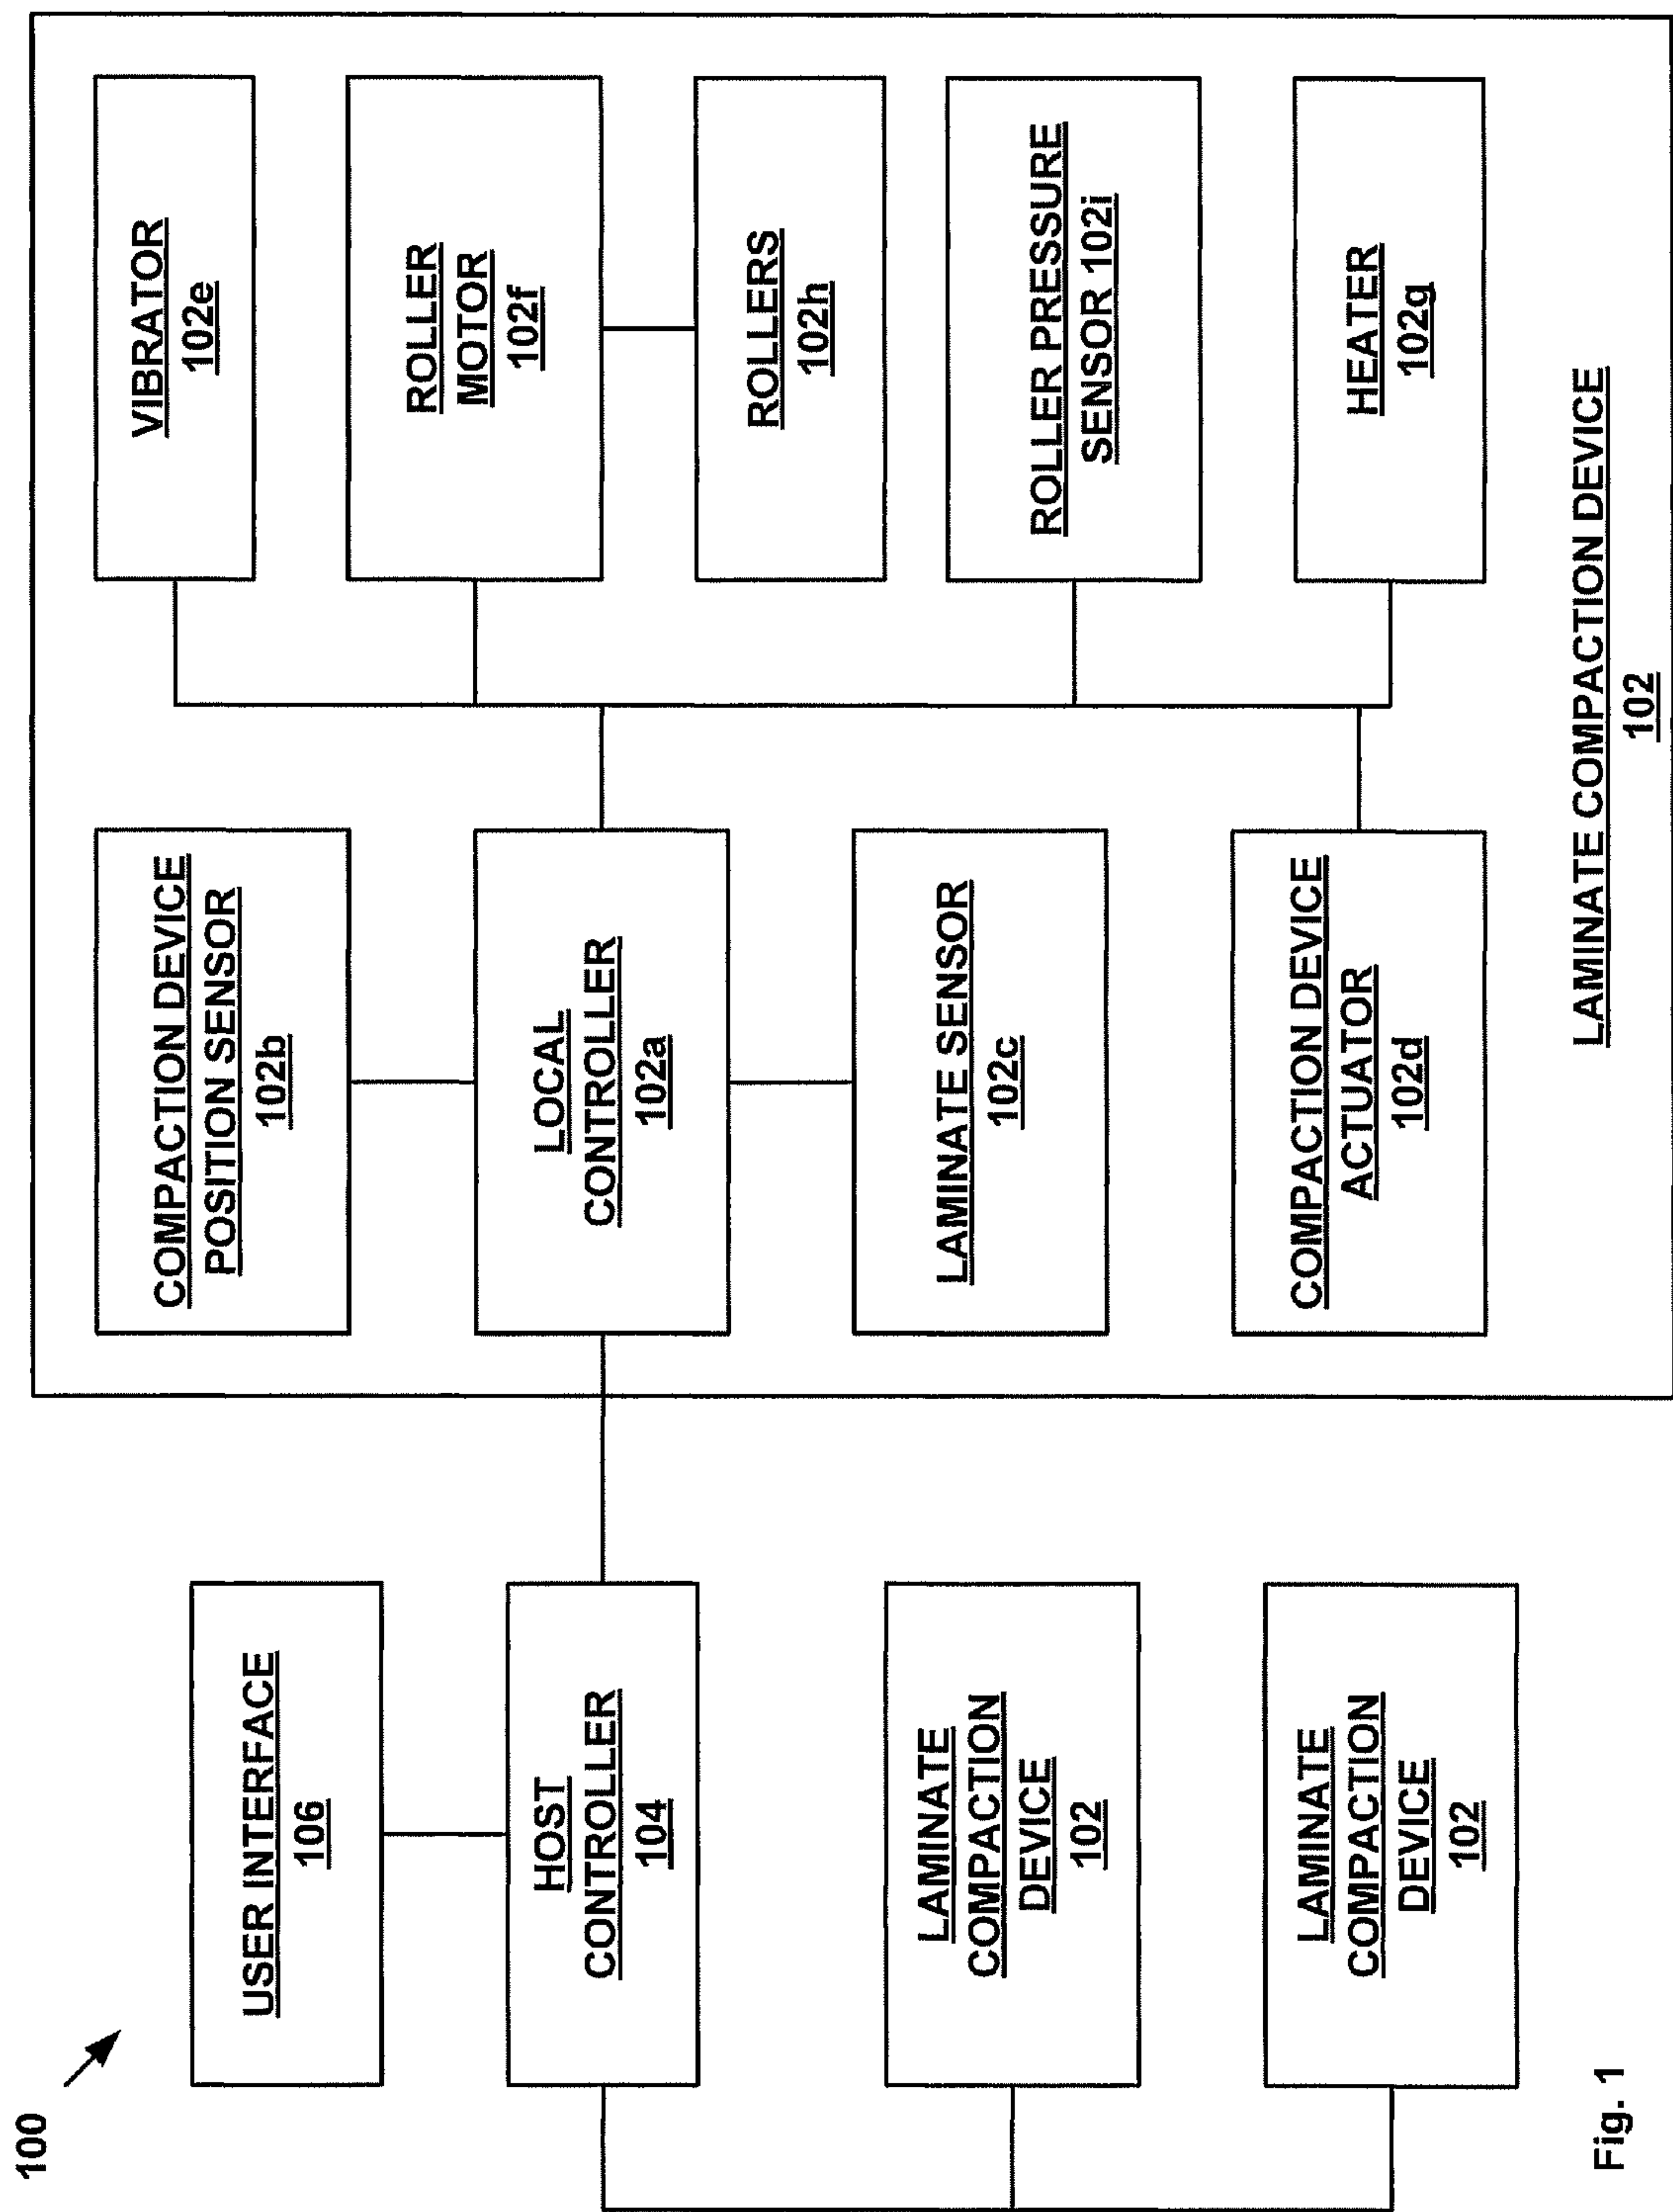 100
USER INTERFACE
106
HOST
CONTROLLER
104
LAMINATE
COMPACTION
DEVICE
102
LAMINATE
COMPACTION
DEVICE
102
COMPACTION DEVICE
POSITION SENSOR
102b
LOCAL
CONTROLLER
102a
LAMINATE SENSOR
102c
COMPACTION DEVICE
ACTUATOR
102d
VIBRATOR
102e
ROLLER
MOTOR
102f
ROLLERS
102h
ROLLER PRESSURE
SENSOR 102i
HEATER
102g
LAMINATE COMPACTION DEVICE
102
Fig. 1